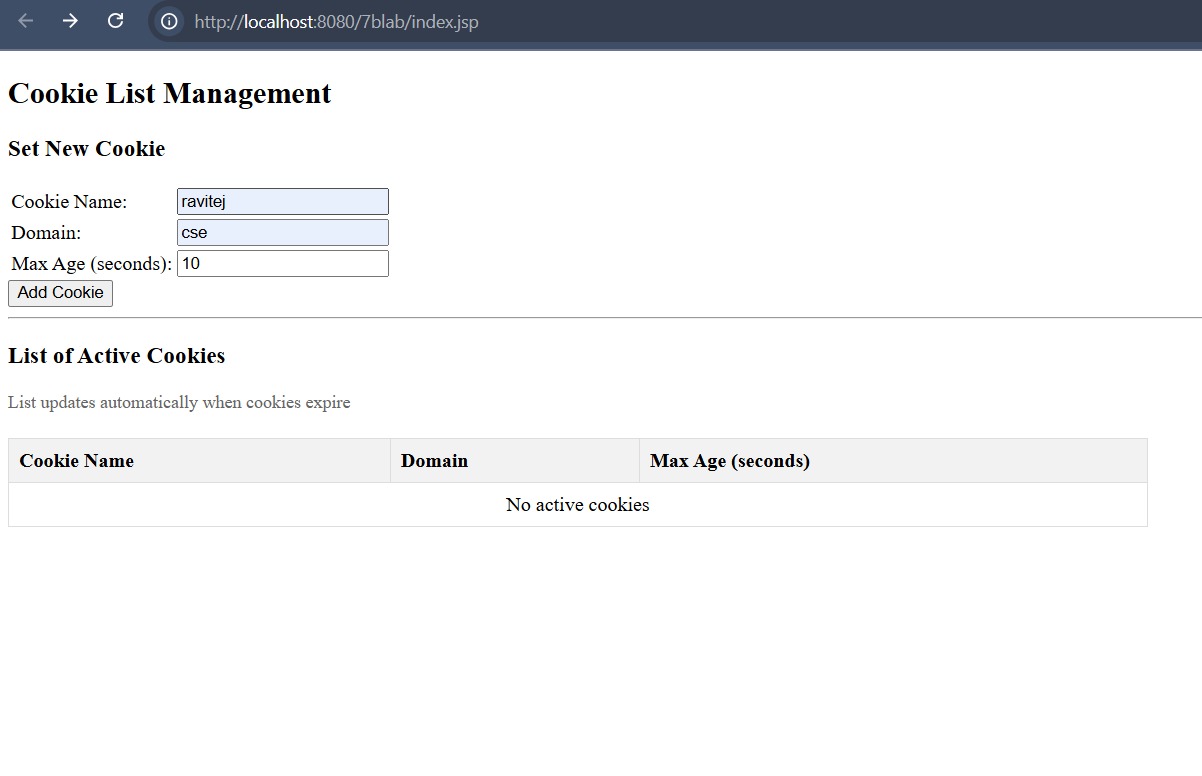 http://localhost:8080/7blab/index.jsp
Cookie List Management
Set New Cookie
Cookie Name: ravitej
Domain: cse
Max Age (seconds): 10
Add Cookie
List of Active Cookies
List updates automatically when cookies expire
Cookie Name Domain Max Age (seconds)
No active cookies